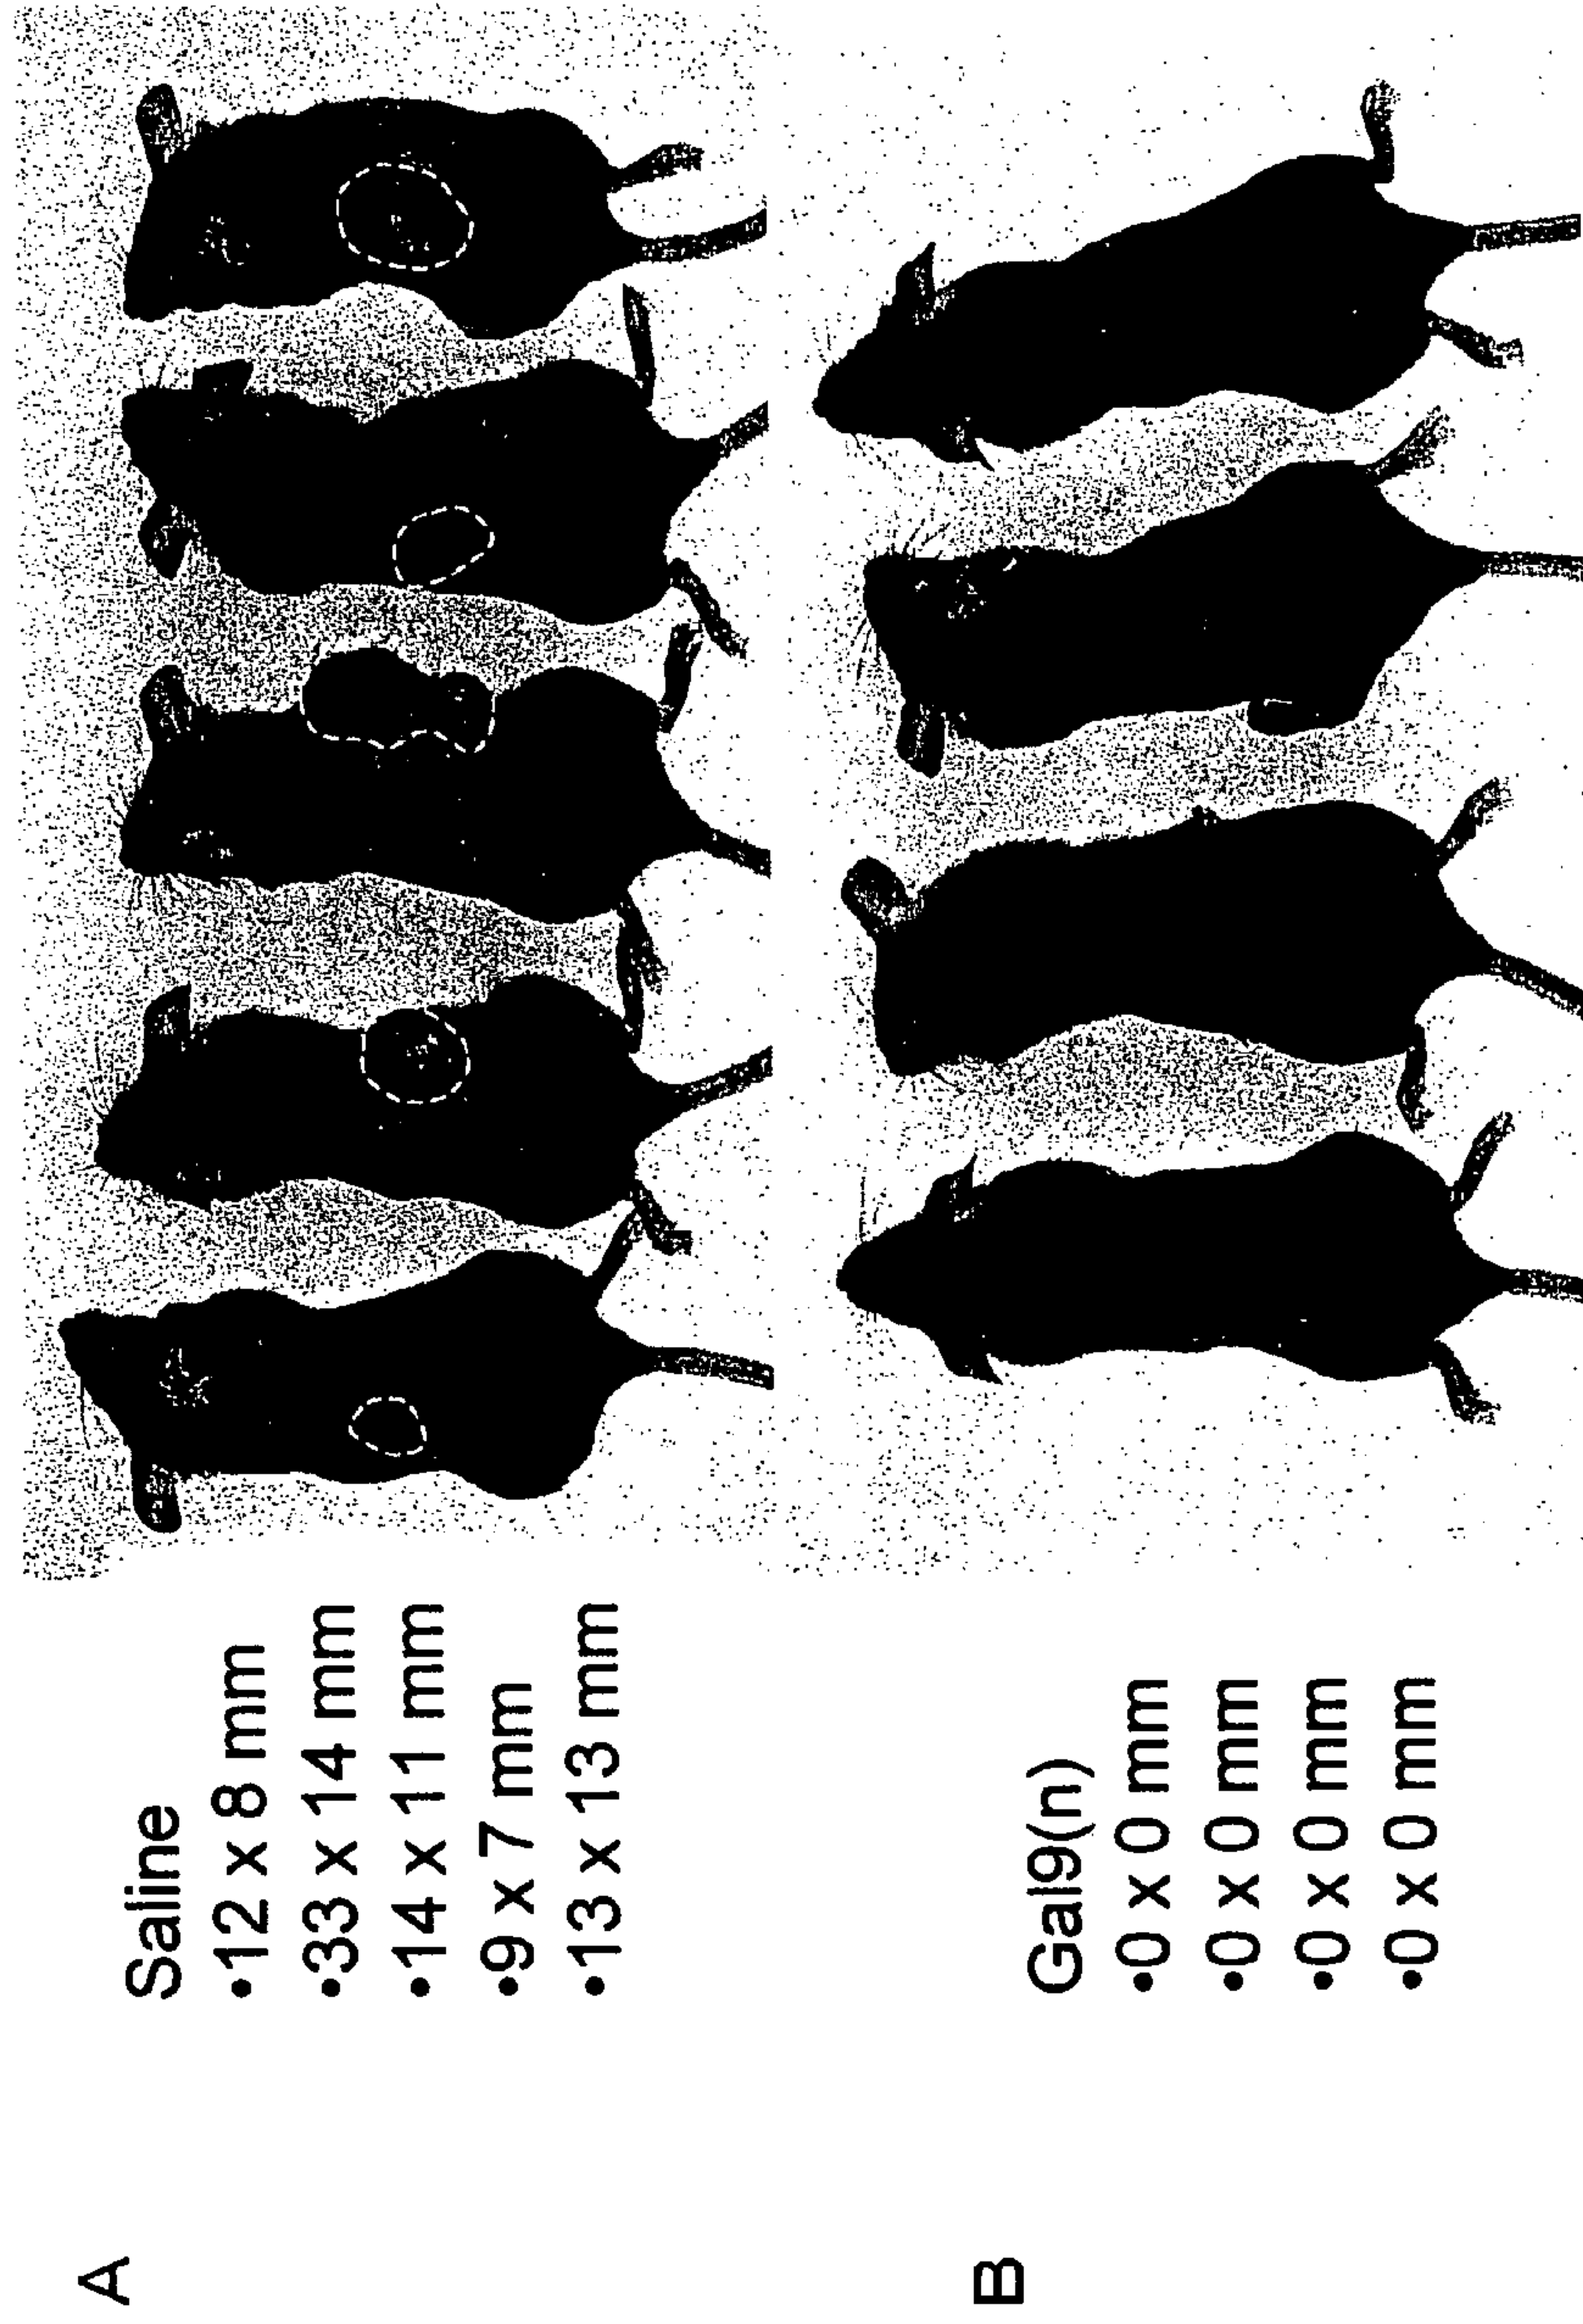 A
Saline
•12 x 8 mm
•33 x 14 mm
•14 x 11 mm
•9 x 7 mm
•13 x 13 mm
B
Gal9(n)
•0 x 0 mm
•0 x 0 mm
•0 x 0 mm
•0 x 0 mm